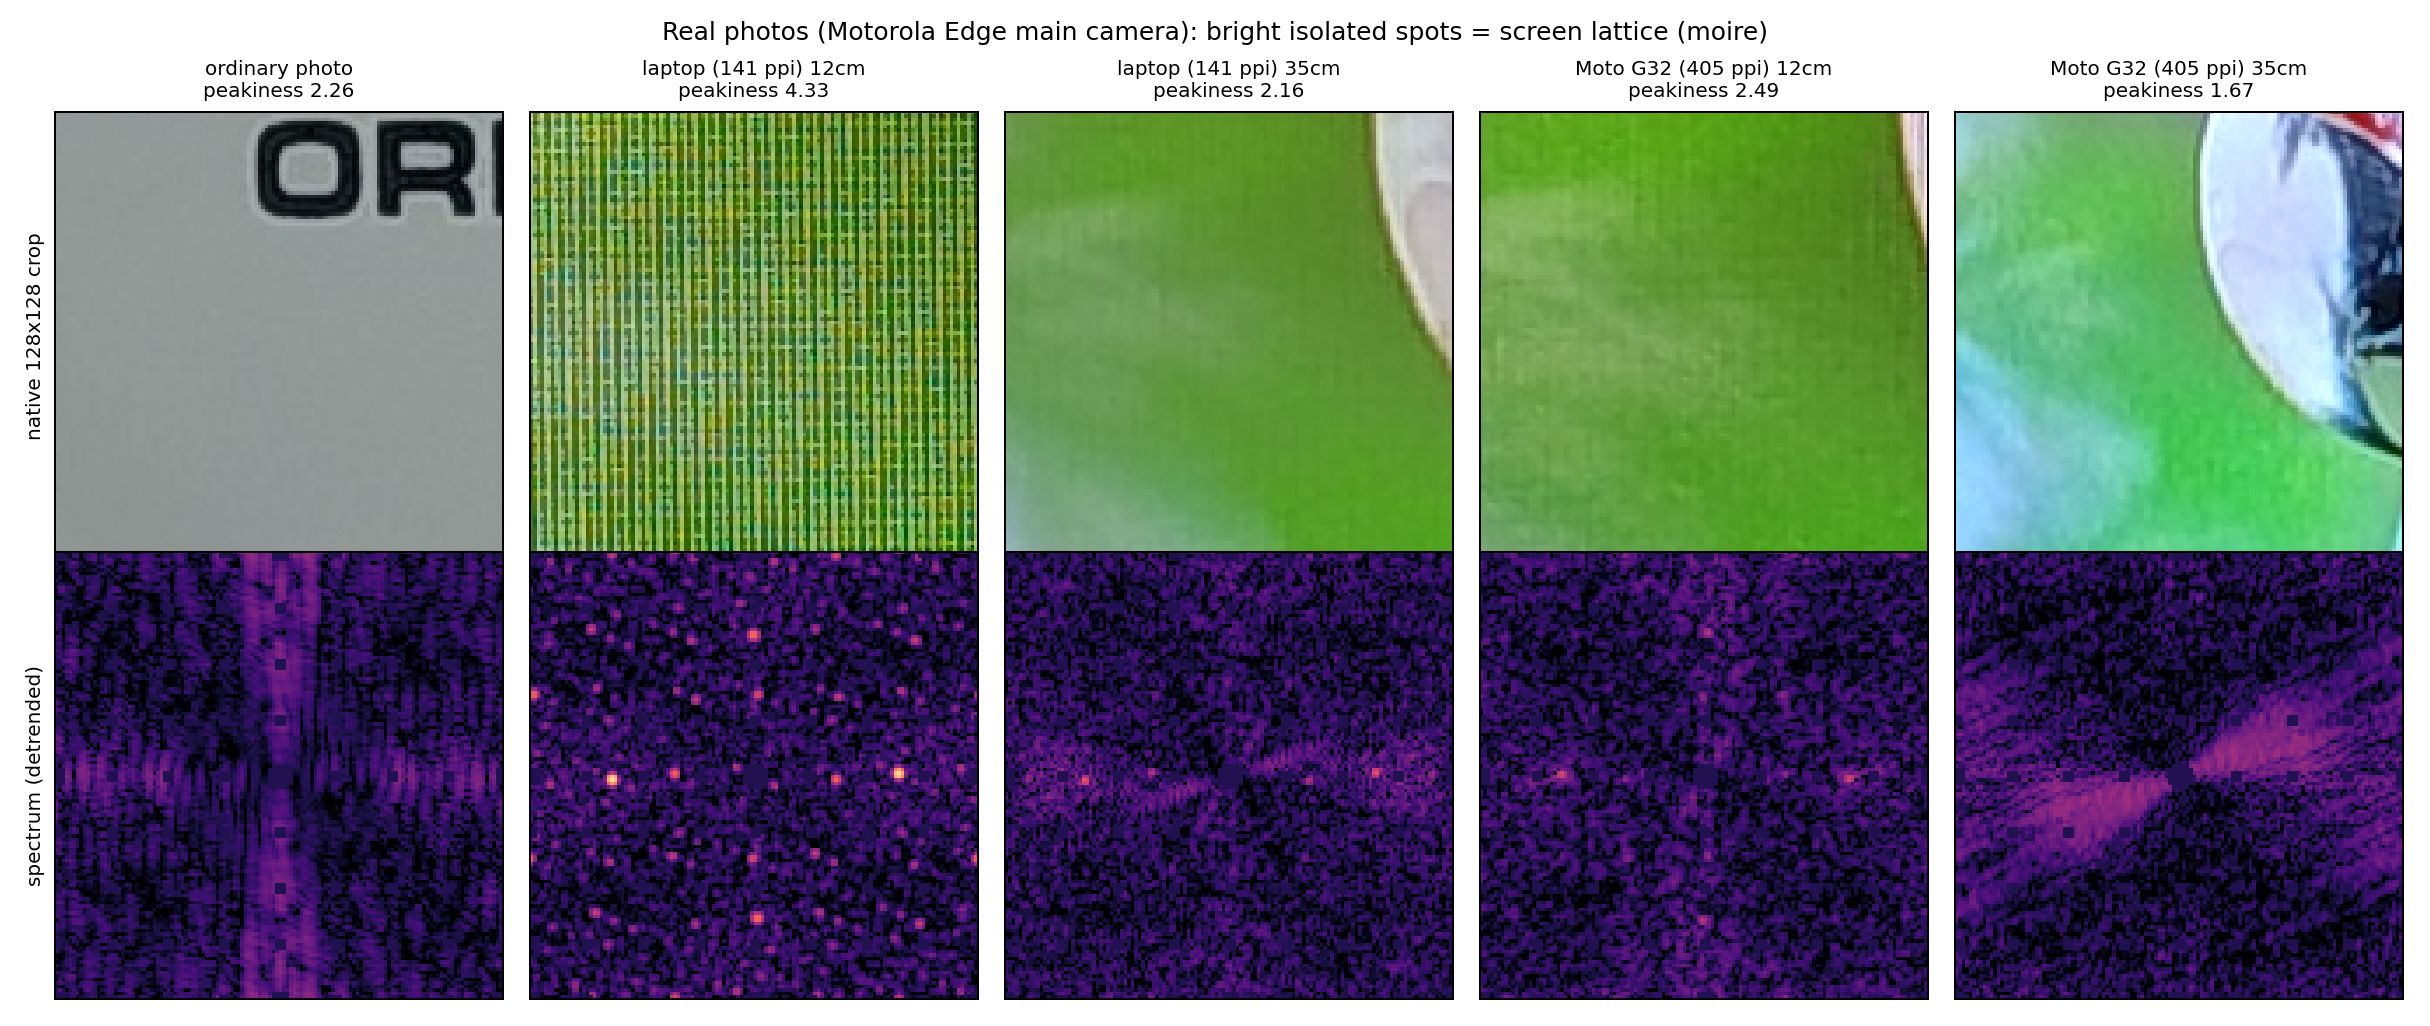 Real photos (Motorola Edge main camera): bright isolated spots = screen lattice (moire)
ordinary photo
peakiness 2.26
laptop (141 ppi) 12cm
peakiness 4.33
laptop (141 ppi) 35cm
peakiness 2.16
Moto G32 (405 ppi) 12cm
peakiness 2.49
Moto G32 (405 ppi) 35cm
peakiness 1.67
native 128x128 crop
OR
spectrum (detrended)